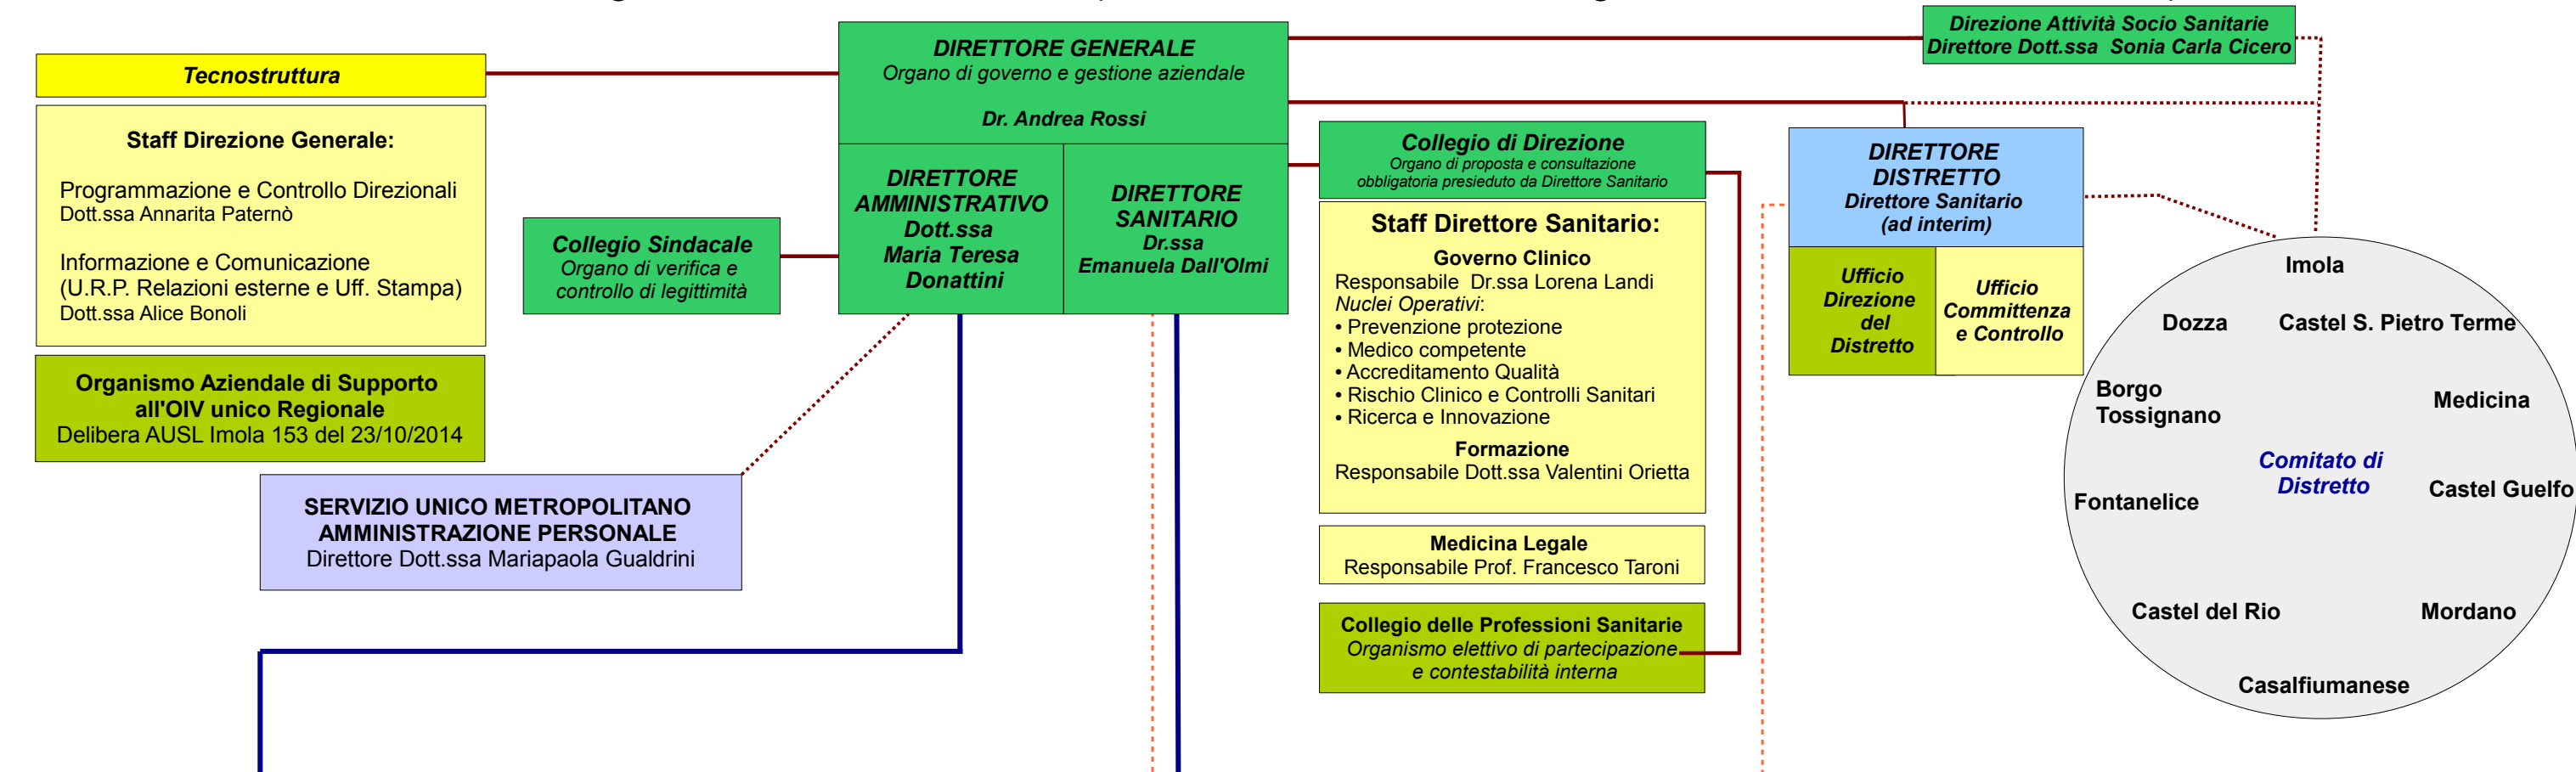 Direzione Attività Socio Sanitarie
Direttore Dott.ssa Sonia Carla Cicero
DIRETTORE GENERALE
Organo di governo e gestione aziendale
Dr. Andrea Rossi
Tecnostruttura
Staff Direzione Generale:
Programmazione e Controllo Direzionali
Dott.ssa Annarita Paternò
Informazione e Comunicazione
(U.R.P. Relazioni esterne e Uff. Stampa)
Dott.ssa Alice Bonoli
Organismo Aziendale di Supporto
all'OIV unico Regionale
Delibera AUSL Imola 153 del 23/10/2014
Collegio Sindacale
Organo di verifica e
controllo di legittimità
DIRETTORE
AMMINISTRATIVO
Dott.ssa
Maria Teresa
Donattini
DIRETTORE
SANITARIO
Dr.ssa
Emanuela Dall'Olmi
SERVIZIO UNICO METROPOLITANO
AMMINISTRAZIONE PERSONALE
Direttore Dott.ssa Mariapaola Gualdrini
Collegio di Direzione
Organo di proposta e consultazione
obbligatoria presieduto da Direttore Sanitario
Staff Direttore Sanitario:
Governo Clinico
Responsabile Dr.ssa Lorena Landi
Nuclei Operativi:
• Prevenzione protezione
• Medico competente
• Accreditamento Qualità
• Rischio Clinico e Controlli Sanitari
• Ricerca e Innovazione
Formazione
Responsabile Dott.ssa Valentini Orietta
Medicina Legale
Responsabile Prof. Francesco Taroni
Collegio delle Professioni Sanitarie
Organismo elettivo di partecipazione
e contestabilità interna
DIRETTORE
DISTRETTO
Direttore Sanitario
(ad interim)
Ufficio
Direzione
del
Distretto
Ufficio
Committenza
e Controllo
Imola
Dozza
Castel S. Pietro Terme
Borgo
Tossignano
Medicina
Comitato di
Distretto
Castel Guelfo
Fontanelice
Castel del Rio
Mordano
Casalfiumanese